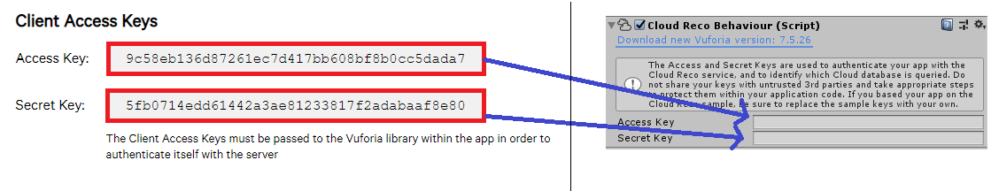 Client Access Keys
Access Key: 9c58eb136d87261ec7d417bb608bf8b0cc5dada7
Secret Key: 5fb0714edd61442a3ae81233817f2adabaaf8e80
The Client Access Keys must be passed to the Vuforia library within the app in order to
authenticate itself with the server
Cloud Reco Behaviour (Script)
Download new Vuforia version: 7.5.26
The Access and Secret Keys are used to authenticate your app with the
Cloud Reco service, and to identify which Cloud database is queried. Do
not share your keys with untrusted 3rd parties and take appropriate steps
protect them within your application code. If you based your app on the
Cloud Reco sample, be sure to replace the sample keys with your own.
Access Key
Secret Key